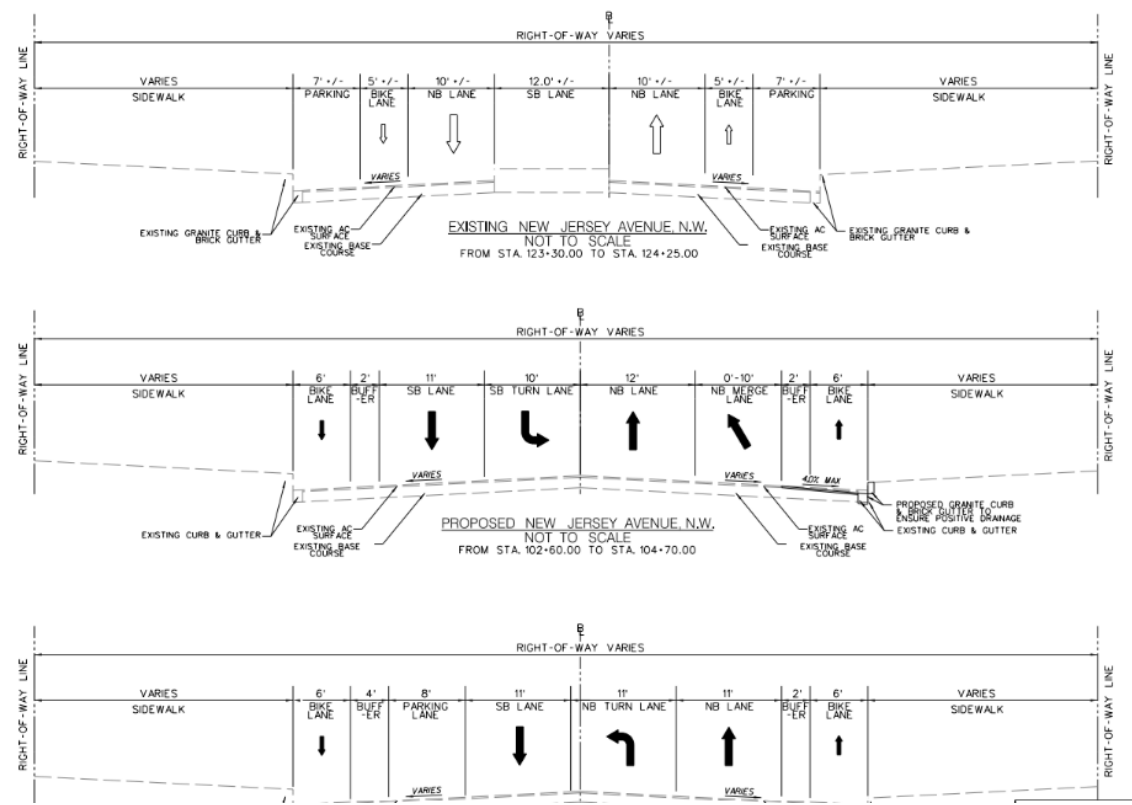 ℄
RIGHT-OF-WAY VARIES
RIGHT-OF-WAY LINE
VARIES
SIDEWALK
7' +/-
PARKING
5' +/-
BIKE
LANE
10' +/-
NB LANE
12.0' +/-
SB LANE
10' +/-
NB LANE
5' +/-
BIKE
LANE
7' +/-
PARKING
VARIES
SIDEWALK
RIGHT-OF-WAY LINE
VARIES
VARIES
EXISTING GRANITE CURB &
BRICK GUTTER
EXISTING AC
SURFACE
EXISTING BASE
COURSE
EXISTING NEW JERSEY AVENUE, N.W.
NOT TO SCALE
FROM STA. 123+30.00 TO STA. 124+25.00
EXISTING AC
SURFACE
EXISTING BASE
COURSE
EXISTING GRANITE CURB &
BRICK GUTTER
℄
RIGHT-OF-WAY VARIES
RIGHT-OF-WAY LINE
VARIES
SIDEWALK
6'
BIKE
LANE
2'
BUFF
-ER
11'
SB LANE
10'
SB TURN LANE
12'
NB LANE
0'-10'
NB MERGE
LANE
2'
BUFF
-ER
6'
BIKE
LANE
VARIES
SIDEWALK
RIGHT-OF-WAY LINE
VARIES
VARIES
4.0% MAX
EXISTING CURB & GUTTER
EXISTING AC
SURFACE
EXISTING BASE
COURSE
PROPOSED NEW JERSEY AVENUE, N.W.
NOT TO SCALE
FROM STA. 102+60.00 TO STA. 104+70.00
EXISTING AC
SURFACE
EXISTING BASE
COURSE
PROPOSED GRANITE CURB
& BRICK GUTTER TO
ENSURE POSITIVE DRAINAGE
EXISTING CURB & GUTTER
℄
RIGHT-OF-WAY VARIES
RIGHT-OF-WAY LINE
VARIES
SIDEWALK
6'
BIKE
LANE
4'
BUFF
-ER
8'
PARKING
LANE
11'
SB LANE
11'
NB TURN LANE
11'
NB LANE
2'
BUFF
-ER
6'
BIKE
LANE
VARIES
SIDEWALK
RIGHT-OF-WAY LINE
VARIES
VARIES